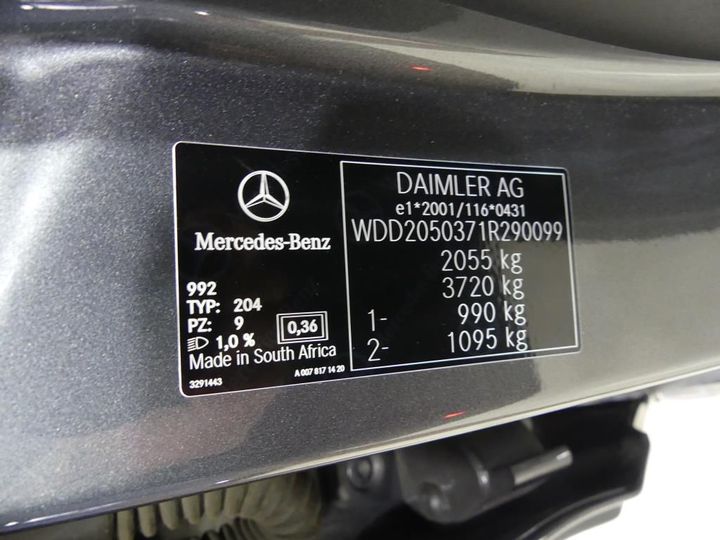 Mercedes-Benz
992
TYP: 204
PZ: 9
1,0 %
0,36
Made in South Africa
3291443
A 007 817 14 20
DAIMLER AG
e1*2001/116*0431
WDD2050371R290099
2055 kg
3720 kg
1- 990 kg
2- 1095 kg